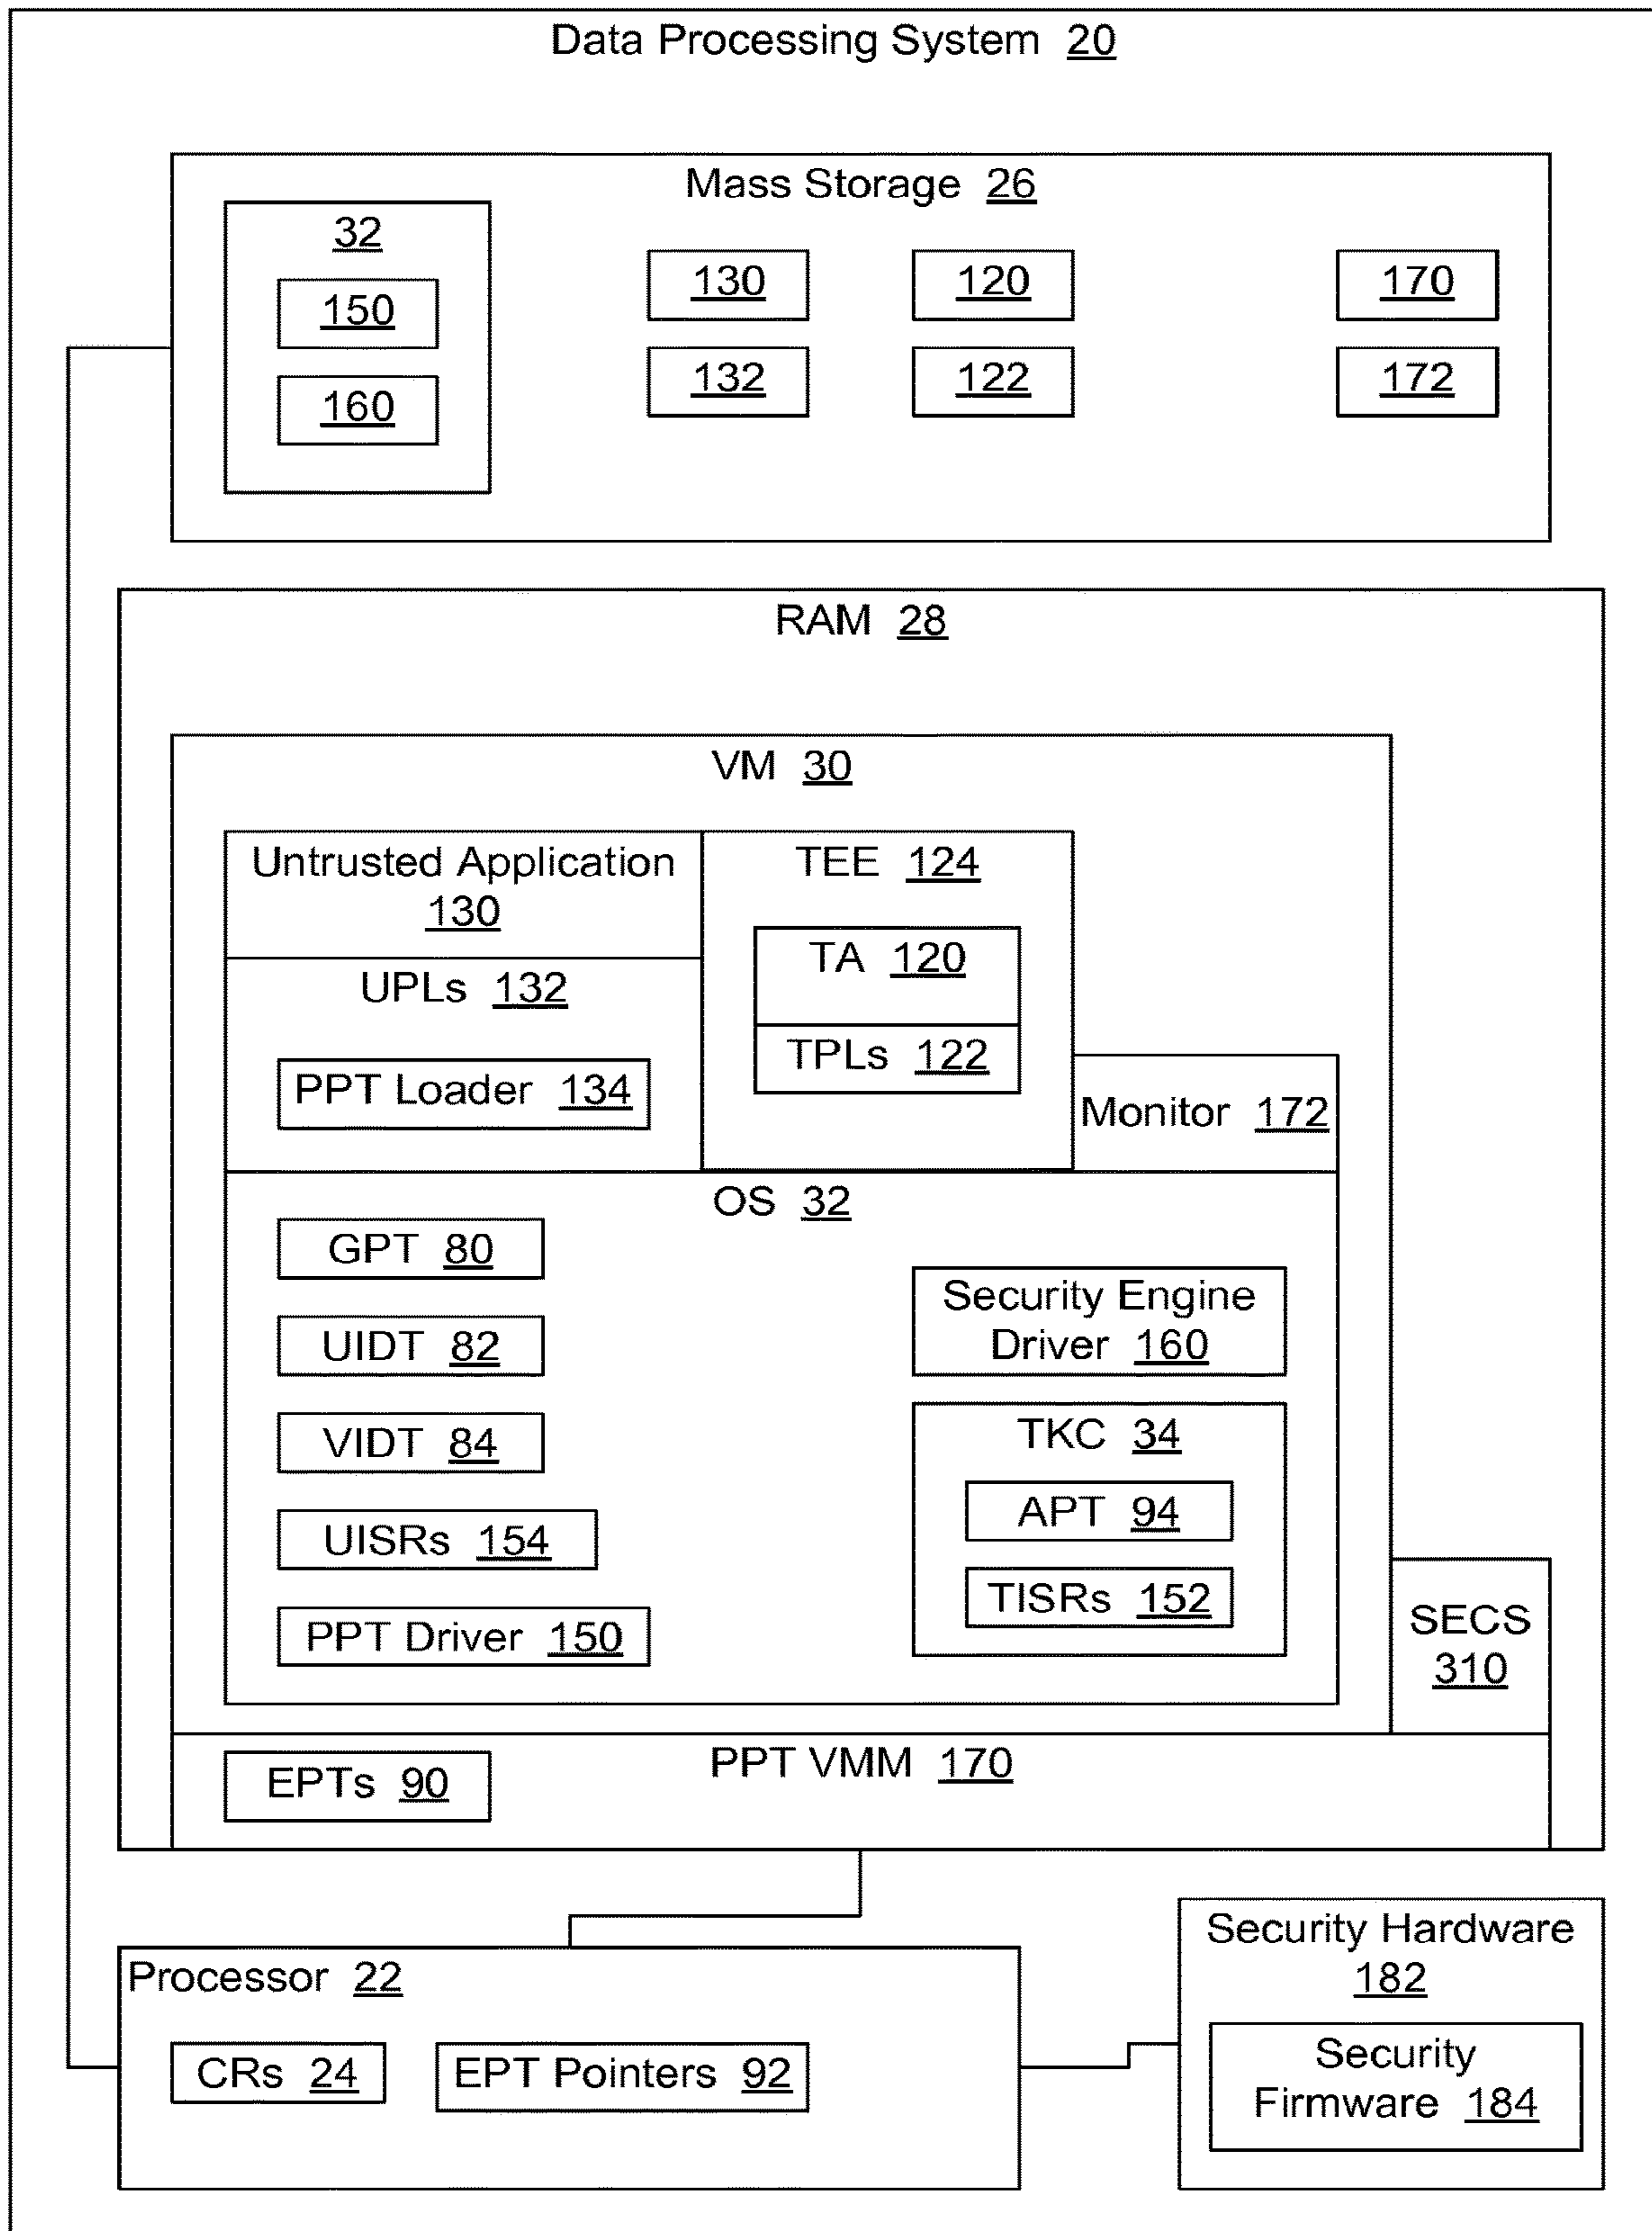 Data Processing System 20
Mass Storage 26
32
150
160
130
120
170
132
122
172
RAM 28
VM 30
Untrusted Application
130
UPLs 132
PPT Loader 134
TEE 124
TA 120
TPLs 122
Monitor 172
OS 32
GPT 80
UIDT 82
VIDT 84
UISRs 154
PPT Driver 150
Security Engine
Driver 160
TKC 34
APT 94
TISRs 152
SECS
310
PPT VMM 170
EPTs 90
Processor 22
CRs 24
EPT Pointers 92
Security Hardware
182
Security
Firmware 184